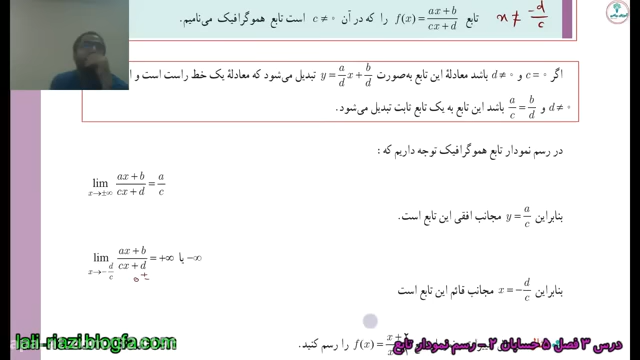 تابع f(x) = (ax+b)/(cx+d) را که در آن c ≠ ۰ است تابع هموگرافیک می‌نامیم. x ≠ -d/c
اگر c = ۰ و d ≠ ۰ باشد معادلهٔ این تابع به‌صورت y = (a/d)x + b/d تبدیل می‌شود که معادلهٔ یک خط راست است و
d ≠ ۰ و a/c = b/d باشد این تابع به یک تابع ثابت تبدیل می‌شود.
در رسم نمودار تابع هموگرافیک توجه داریم که :
lim x→±∞ (ax+b)/(cx+d) = a/c
بنابراین y = a/c مجانب افقی این تابع است.
lim x→-d/c (ax+b)/(cx+d) = +∞ یا -∞
0±
بنابراین x = -d/c مجانب قائم این تابع است
را رسم کنید.
jali-riazi.blogfa.com
درس ۳ فصل ۵ حسابان ۲ - رسم نمودار تابع